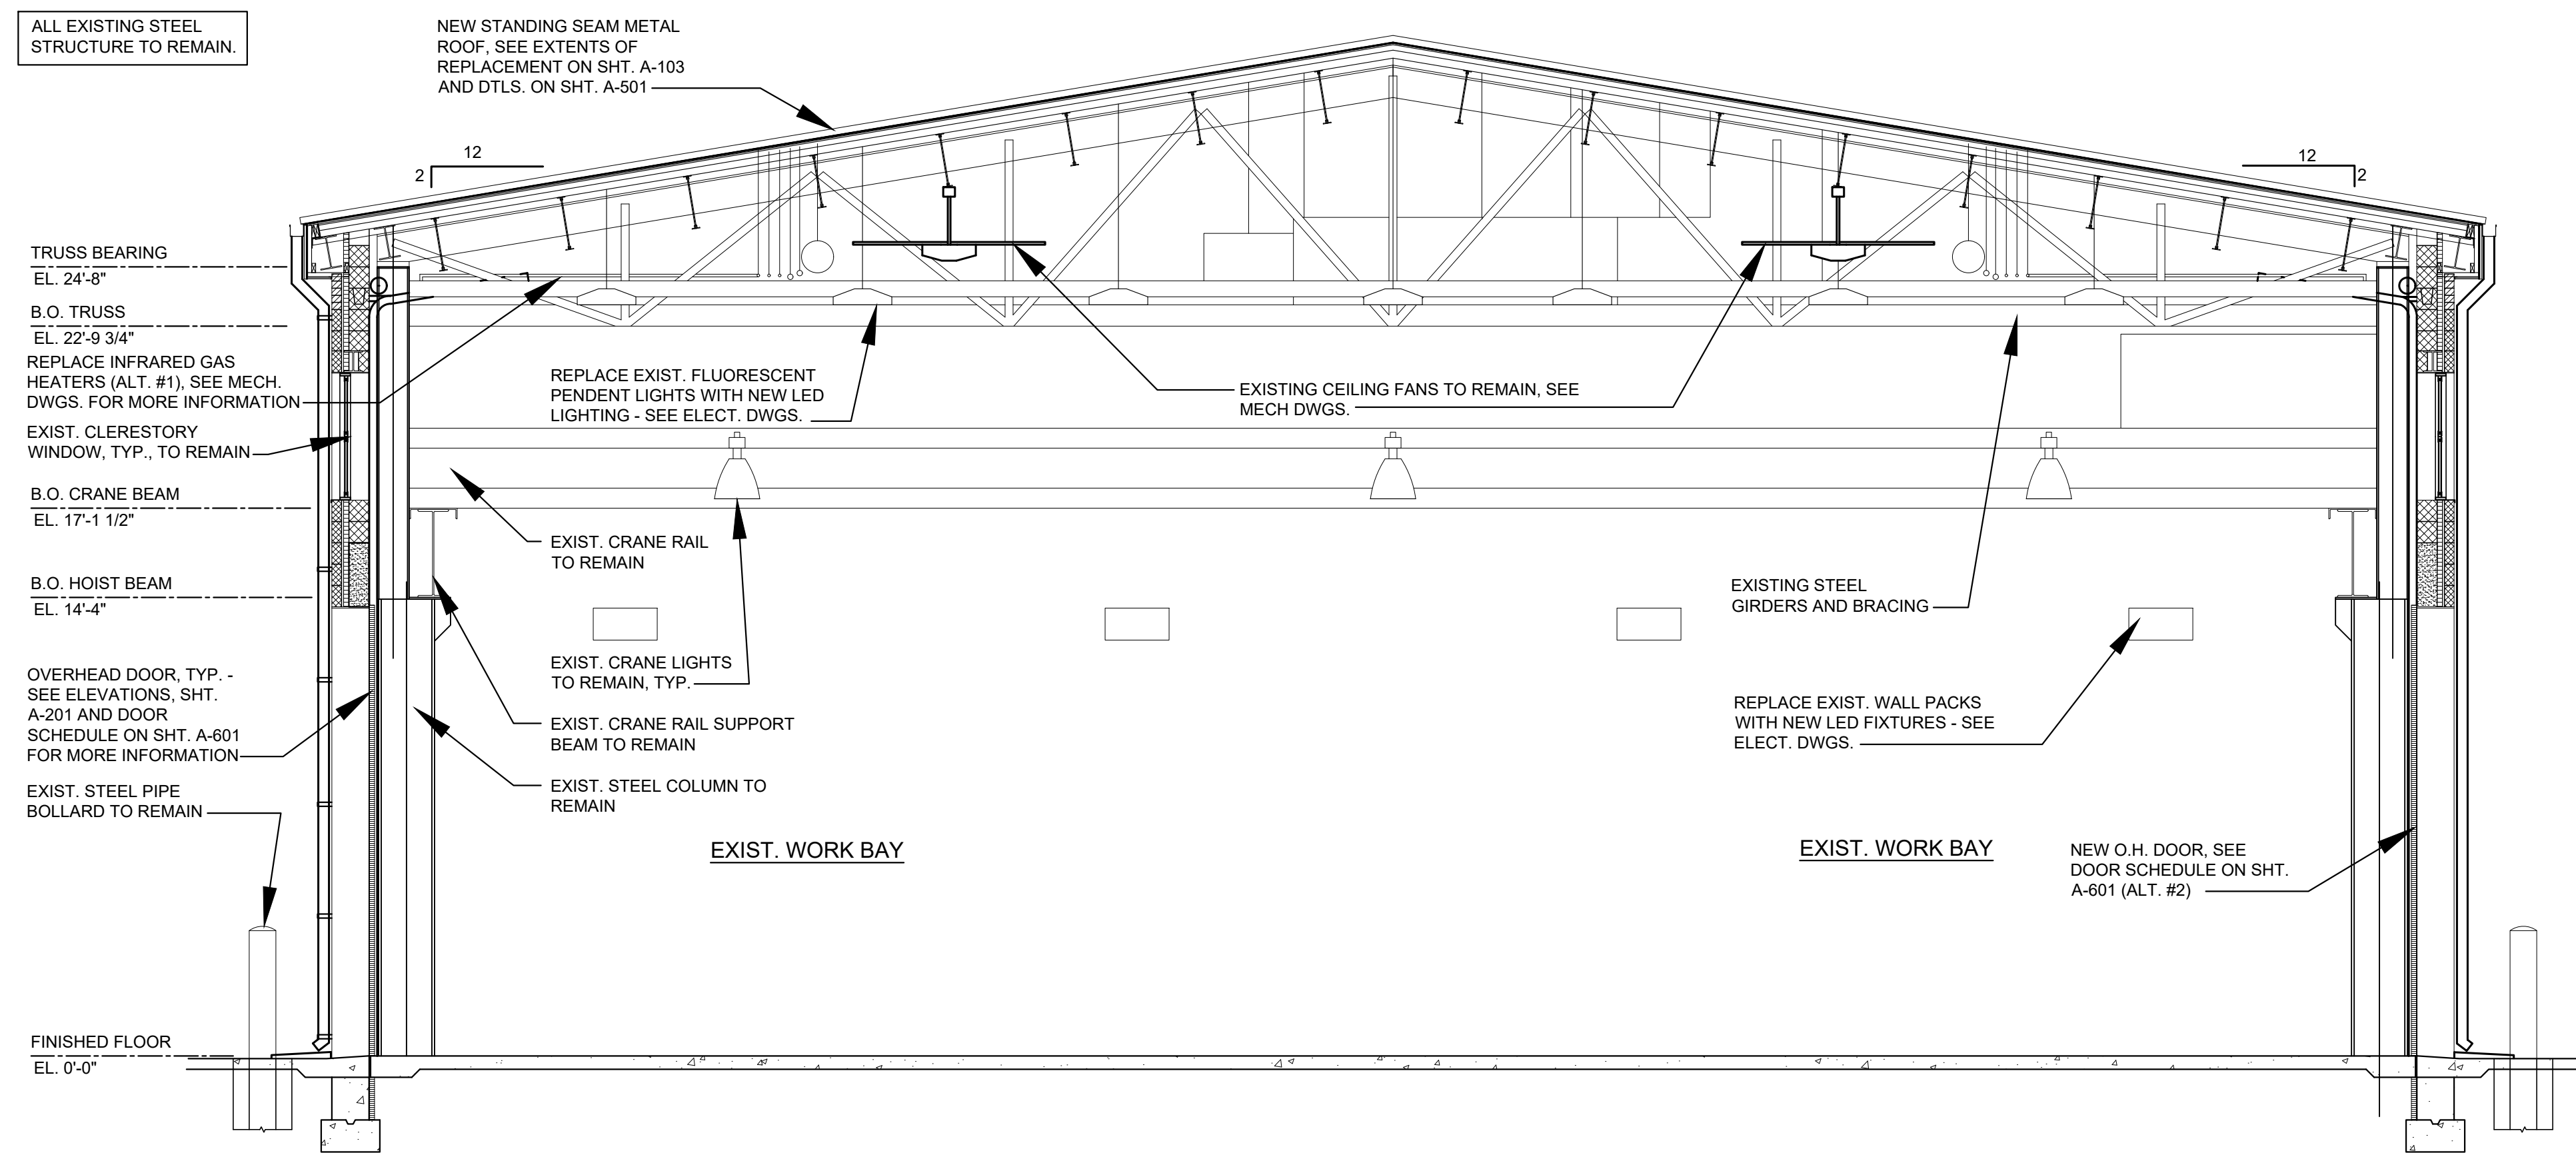 ALL EXISTING STEEL
STRUCTURE TO REMAIN.
NEW STANDING SEAM METAL
ROOF, SEE EXTENTS OF
REPLACEMENT ON SHT. A-103
AND DTLS. ON SHT. A-501
12
2
12
2
TRUSS BEARING
EL. 24'-8"
B.O. TRUSS
EL. 22'-9 3/4"
REPLACE INFRARED GAS
HEATERS (ALT. #1), SEE MECH.
DWGS. FOR MORE INFORMATION
EXIST. CLERESTORY
WINDOW, TYP., TO REMAIN
B.O. CRANE BEAM
EL. 17'-1 1/2"
B.O. HOIST BEAM
EL. 14'-4"
OVERHEAD DOOR, TYP. -
SEE ELEVATIONS, SHT.
A-201 AND DOOR
SCHEDULE ON SHT. A-601
FOR MORE INFORMATION
EXIST. STEEL PIPE
BOLLARD TO REMAIN
FINISHED FLOOR
EL. 0'-0"
REPLACE EXIST. FLUORESCENT
PENDENT LIGHTS WITH NEW LED
LIGHTING - SEE ELECT. DWGS.
EXISTING CEILING FANS TO REMAIN, SEE
MECH DWGS.
EXIST. CRANE RAIL
TO REMAIN
EXIST. CRANE LIGHTS
TO REMAIN, TYP.
EXIST. CRANE RAIL SUPPORT
BEAM TO REMAIN
EXIST. STEEL COLUMN TO
REMAIN
EXISTING STEEL
GIRDERS AND BRACING
REPLACE EXIST. WALL PACKS
WITH NEW LED FIXTURES - SEE
ELECT. DWGS.
EXIST. WORK BAY
EXIST. WORK BAY
NEW O.H. DOOR, SEE
DOOR SCHEDULE ON SHT.
A-601 (ALT. #2)